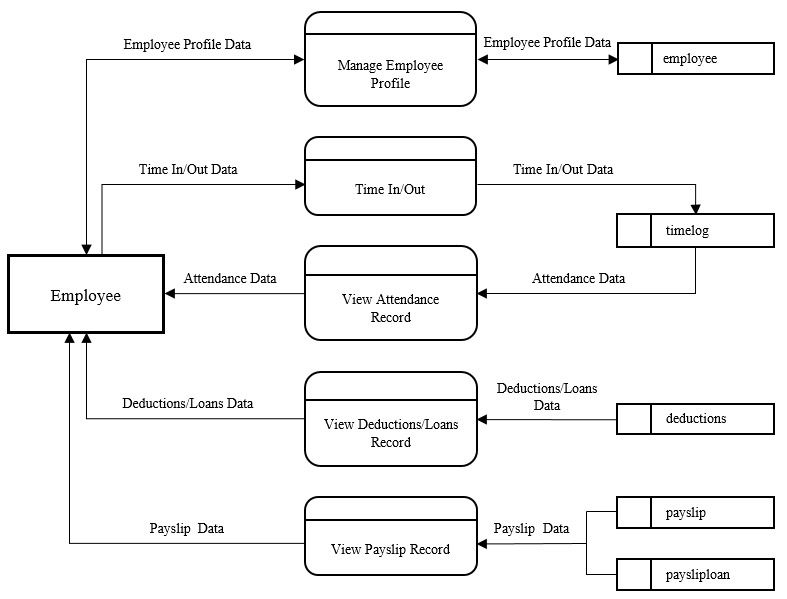 Employee Profile Data
Manage Employee
Profile
Employee Profile Data
employee
Time In/Out Data
Time In/Out
Time In/Out Data
timelog
Employee
Attendance Data
View Attendance
Record
Attendance Data
Deductions/Loans Data
View Deductions/Loans
Record
Deductions/Loans
Data
deductions
Payslip Data
View Payslip Record
Payslip Data
payslip
paysliploan